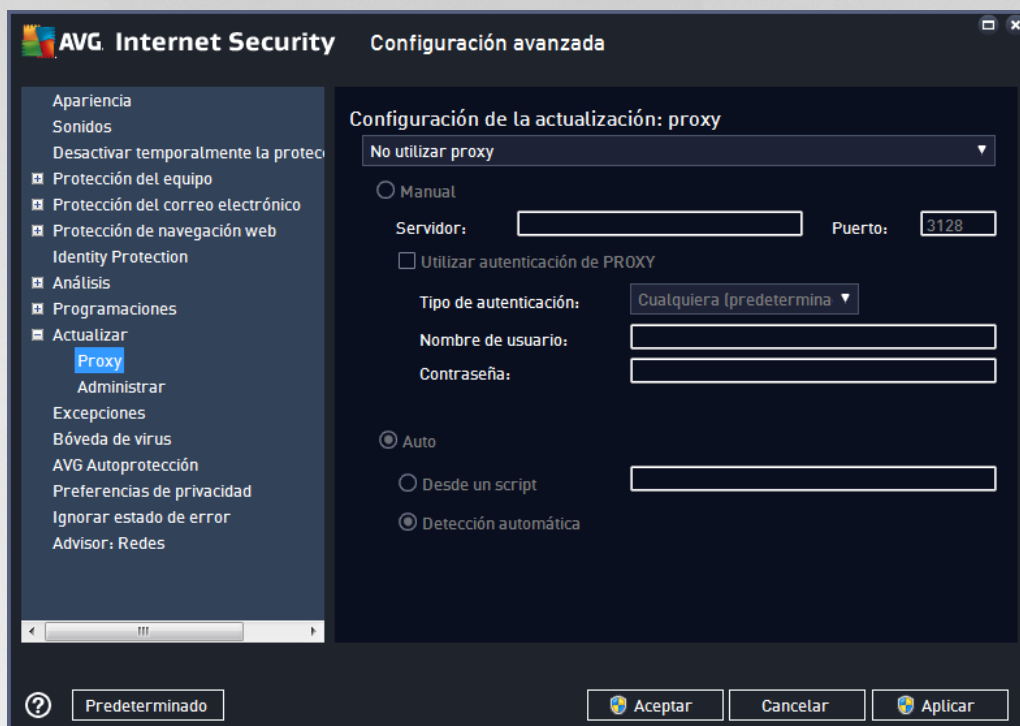 AVG. Internet Security
Configuración avanzada
Apariencia
Sonidos
Desactivar temporalmente la protec
Protección del equipo
Protección del correo electrónico
Protección de navegación web
Identity Protection
Análisis
Programaciones
Actualizar
Proxy
Administrar
Excepciones
Bóveda de virus
AVG Autoprotección
Preferencias de privacidad
Ignorar estado de error
Advisor: Redes
Configuración de la actualización: proxy
No utilizar proxy
Manual
Servidor:
Puerto: 3128
Utilizar autenticación de PROXY
Tipo de autenticación: Cualquiera (predetermina
Nombre de usuario:
Contraseña:
Auto
Desde un script
Detección automática
? Predeterminado Aceptar Cancelar Aplicar